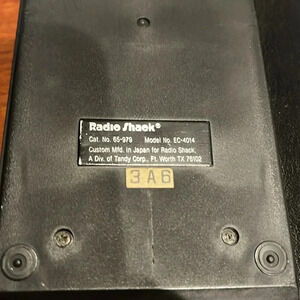 Radio Shack®
Cat. No. 65-979 Model No. EC-4014
Custom Mfd. in Japan for Radio Shack,
A Div. of Tandy Corp., Ft. Worth TX 76102
3A6